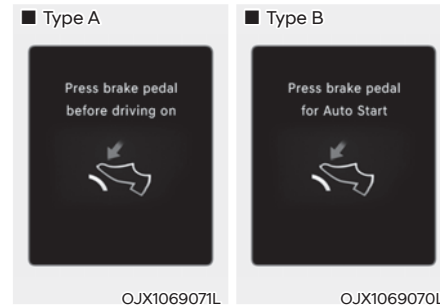 ■ Type A
Press brake pedal
before driving on
OJX1069071L
■ Type B
Press brake pedal
for Auto Start
OJX1069070L